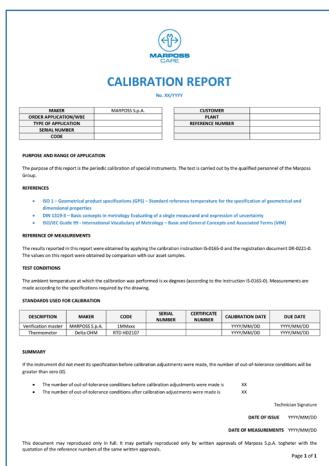 MARPOSS
CARE
CALIBRATION REPORT
No. XX/YYYY
MAKER MARPOSS S.p.A. CUSTOMER
ORDER APPLICATION/WBE PLANT
TYPE OF APPLICATION REFERENCE NUMBER
SERIAL NUMBER
CODE
PURPOSE AND RANGE OF APPLICATION
The purpose of this report is the periodic calibration of special instruments. The test is carried out by the qualified personnel of the Marposs
Group.
REFERENCES
• ISO 1 – Geometrical product specifications (GPS) – Standard reference temperature for the specification of geometrical and
dimensional properties
• DIN 1319-3 – Basic concepts in metrology Evaluating of a single measurand and expression of uncertainty
• ISO/IEC Guide 99 - International Vocabulary of Metrology – Basic and General Concepts and Associated Terms (VIM)
REFERENCE OF MEASUREMENTS
The results reported in this report were obtained by applying the calibration instruction IS-0165-0 and the registration document DR-0221-0.
The values on this report were obtained by comparison with our asset samples.
TEST CONDITIONS
The ambient temperature at which the calibration was performed is xx degrees (according to the instruction IS-0165-0). Measurements are
made according to the specifications required by the drawing.
STANDARDS USED FOR CALIBRATION
DESCRIPTION MAKER CODE SERIAL NUMBER CERTIFICATE NUMBER CALIBRATION DATE DUE DATE
Verification master MARPOSS S.p.A. 1MMxxx YYYY/MM/DD YYYY/MM/DD
Thermometer Delta OHM RTD HD2107 YYYY/MM/DD YYYY/MM/DD
SUMMARY
If the instrument did not meet its specification before calibration adjustments were made, the number of out-of-tolerance conditions will be
greater than zero (0).
• The number of out-of-tolerance conditions before calibration adjustments were made is XX
• The number of out-of-tolerance conditions after calibration adjustments were made is XX
Technician Signature
DATE OF ISSUE YYYY/MM/DD
DATE OF MEASUREMENTS YYYY/MM/DD
This document may reproduced only in full. It may partially reproduced only by written approvals of Marposs S.p.A. togheter with the
quotation of the reference numbers of the same written approvals.
Page 1 of 1